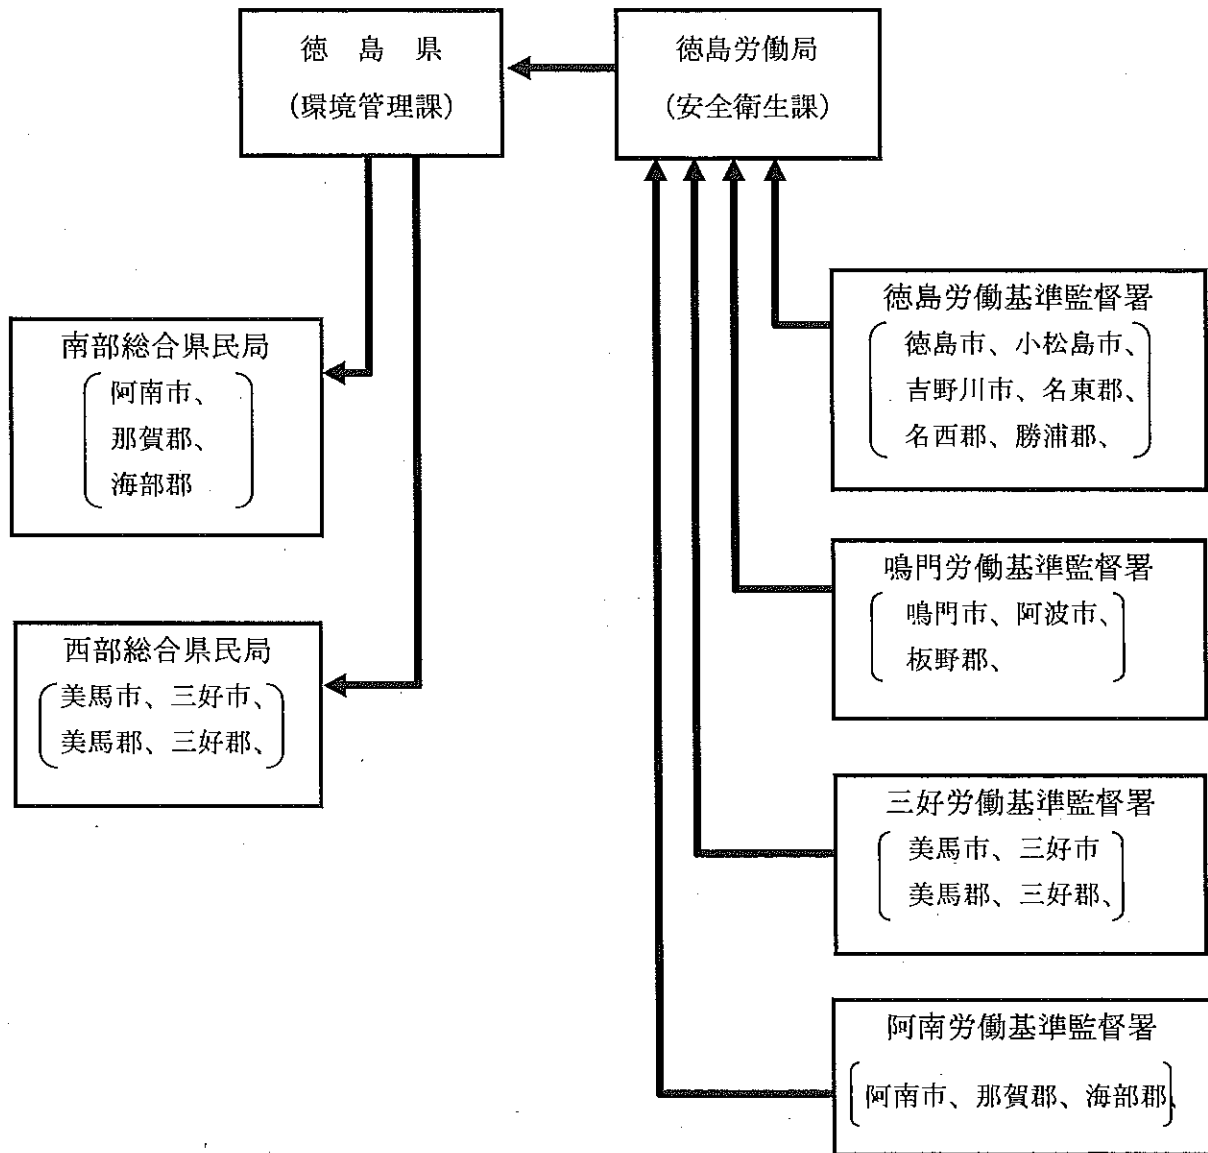 徳　島　県
（環境管理課）
徳島労働局
（安全衛生課）
南部総合県民局
阿南市、
那賀郡、
海部郡
西部総合県民局
美馬市、三好市、
美馬郡、三好郡、
徳島労働基準監督署
徳島市、小松島市、
吉野川市、名東郡、
名西郡、勝浦郡、
鳴門労働基準監督署
鳴門市、阿波市、
板野郡、
三好労働基準監督署
美馬市、三好市
美馬郡、三好郡、
阿南労働基準監督署
阿南市、那賀郡、海部郡、